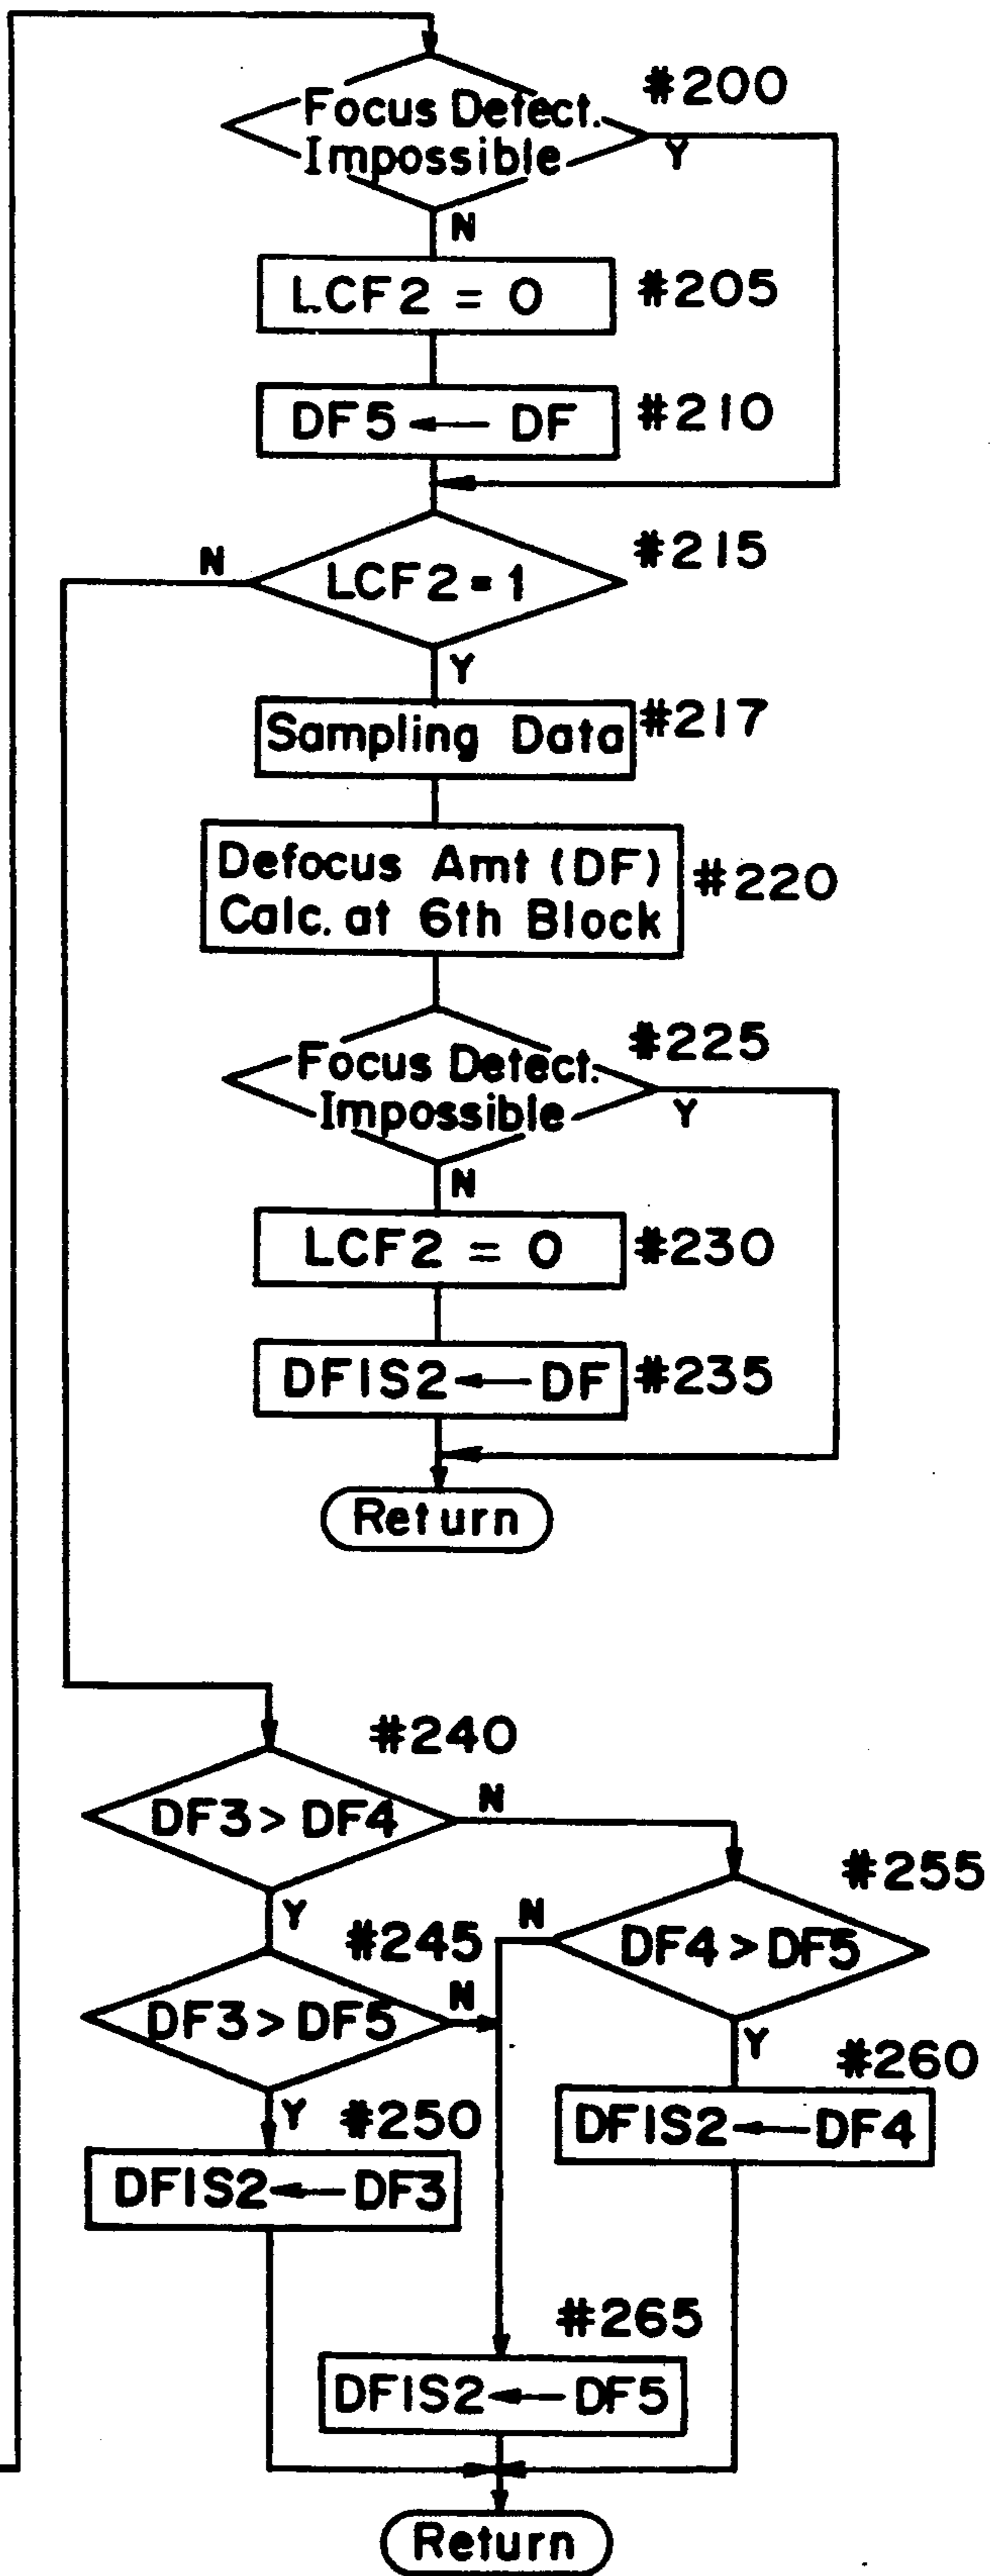 #200
Focus Detect.
Impossible
Y
N
LCF2 = 0
#205
DF5 ← DF
#210
#215
N
LCF2 = 1
Y
Sampling Data
#217
Defocus Amt (DF)
Calc. at 6th Block
#220
#225
Focus Detect.
Impossible
Y
N
LCF2 = 0
#230
DFIS2 ← DF
#235
Return
#240
DF3 > DF4
N
#255
Y
N
DF4 > DF5
#245
DF3 > DF5
N
Y
#260
DFIS2 ← DF4
Y
#250
DFIS2 ← DF3
#265
DFIS2 ← DF5
Return